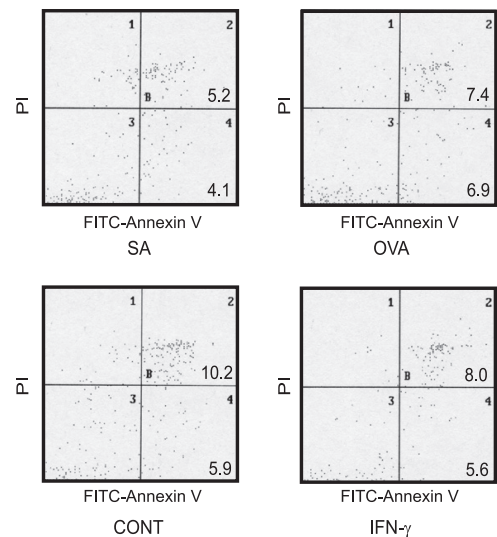 1 2
PI
B
5.2
3 4
4.1
FITC-Annexin V
SA
1 2
PI
B
7.4
3 4
6.9
FITC-Annexin V
OVA
1 2
PI
B
10.2
3 4
5.9
FITC-Annexin V
CONT
1 2
PI
B
8.0
3 4
5.6
FITC-Annexin V
IFN-γ